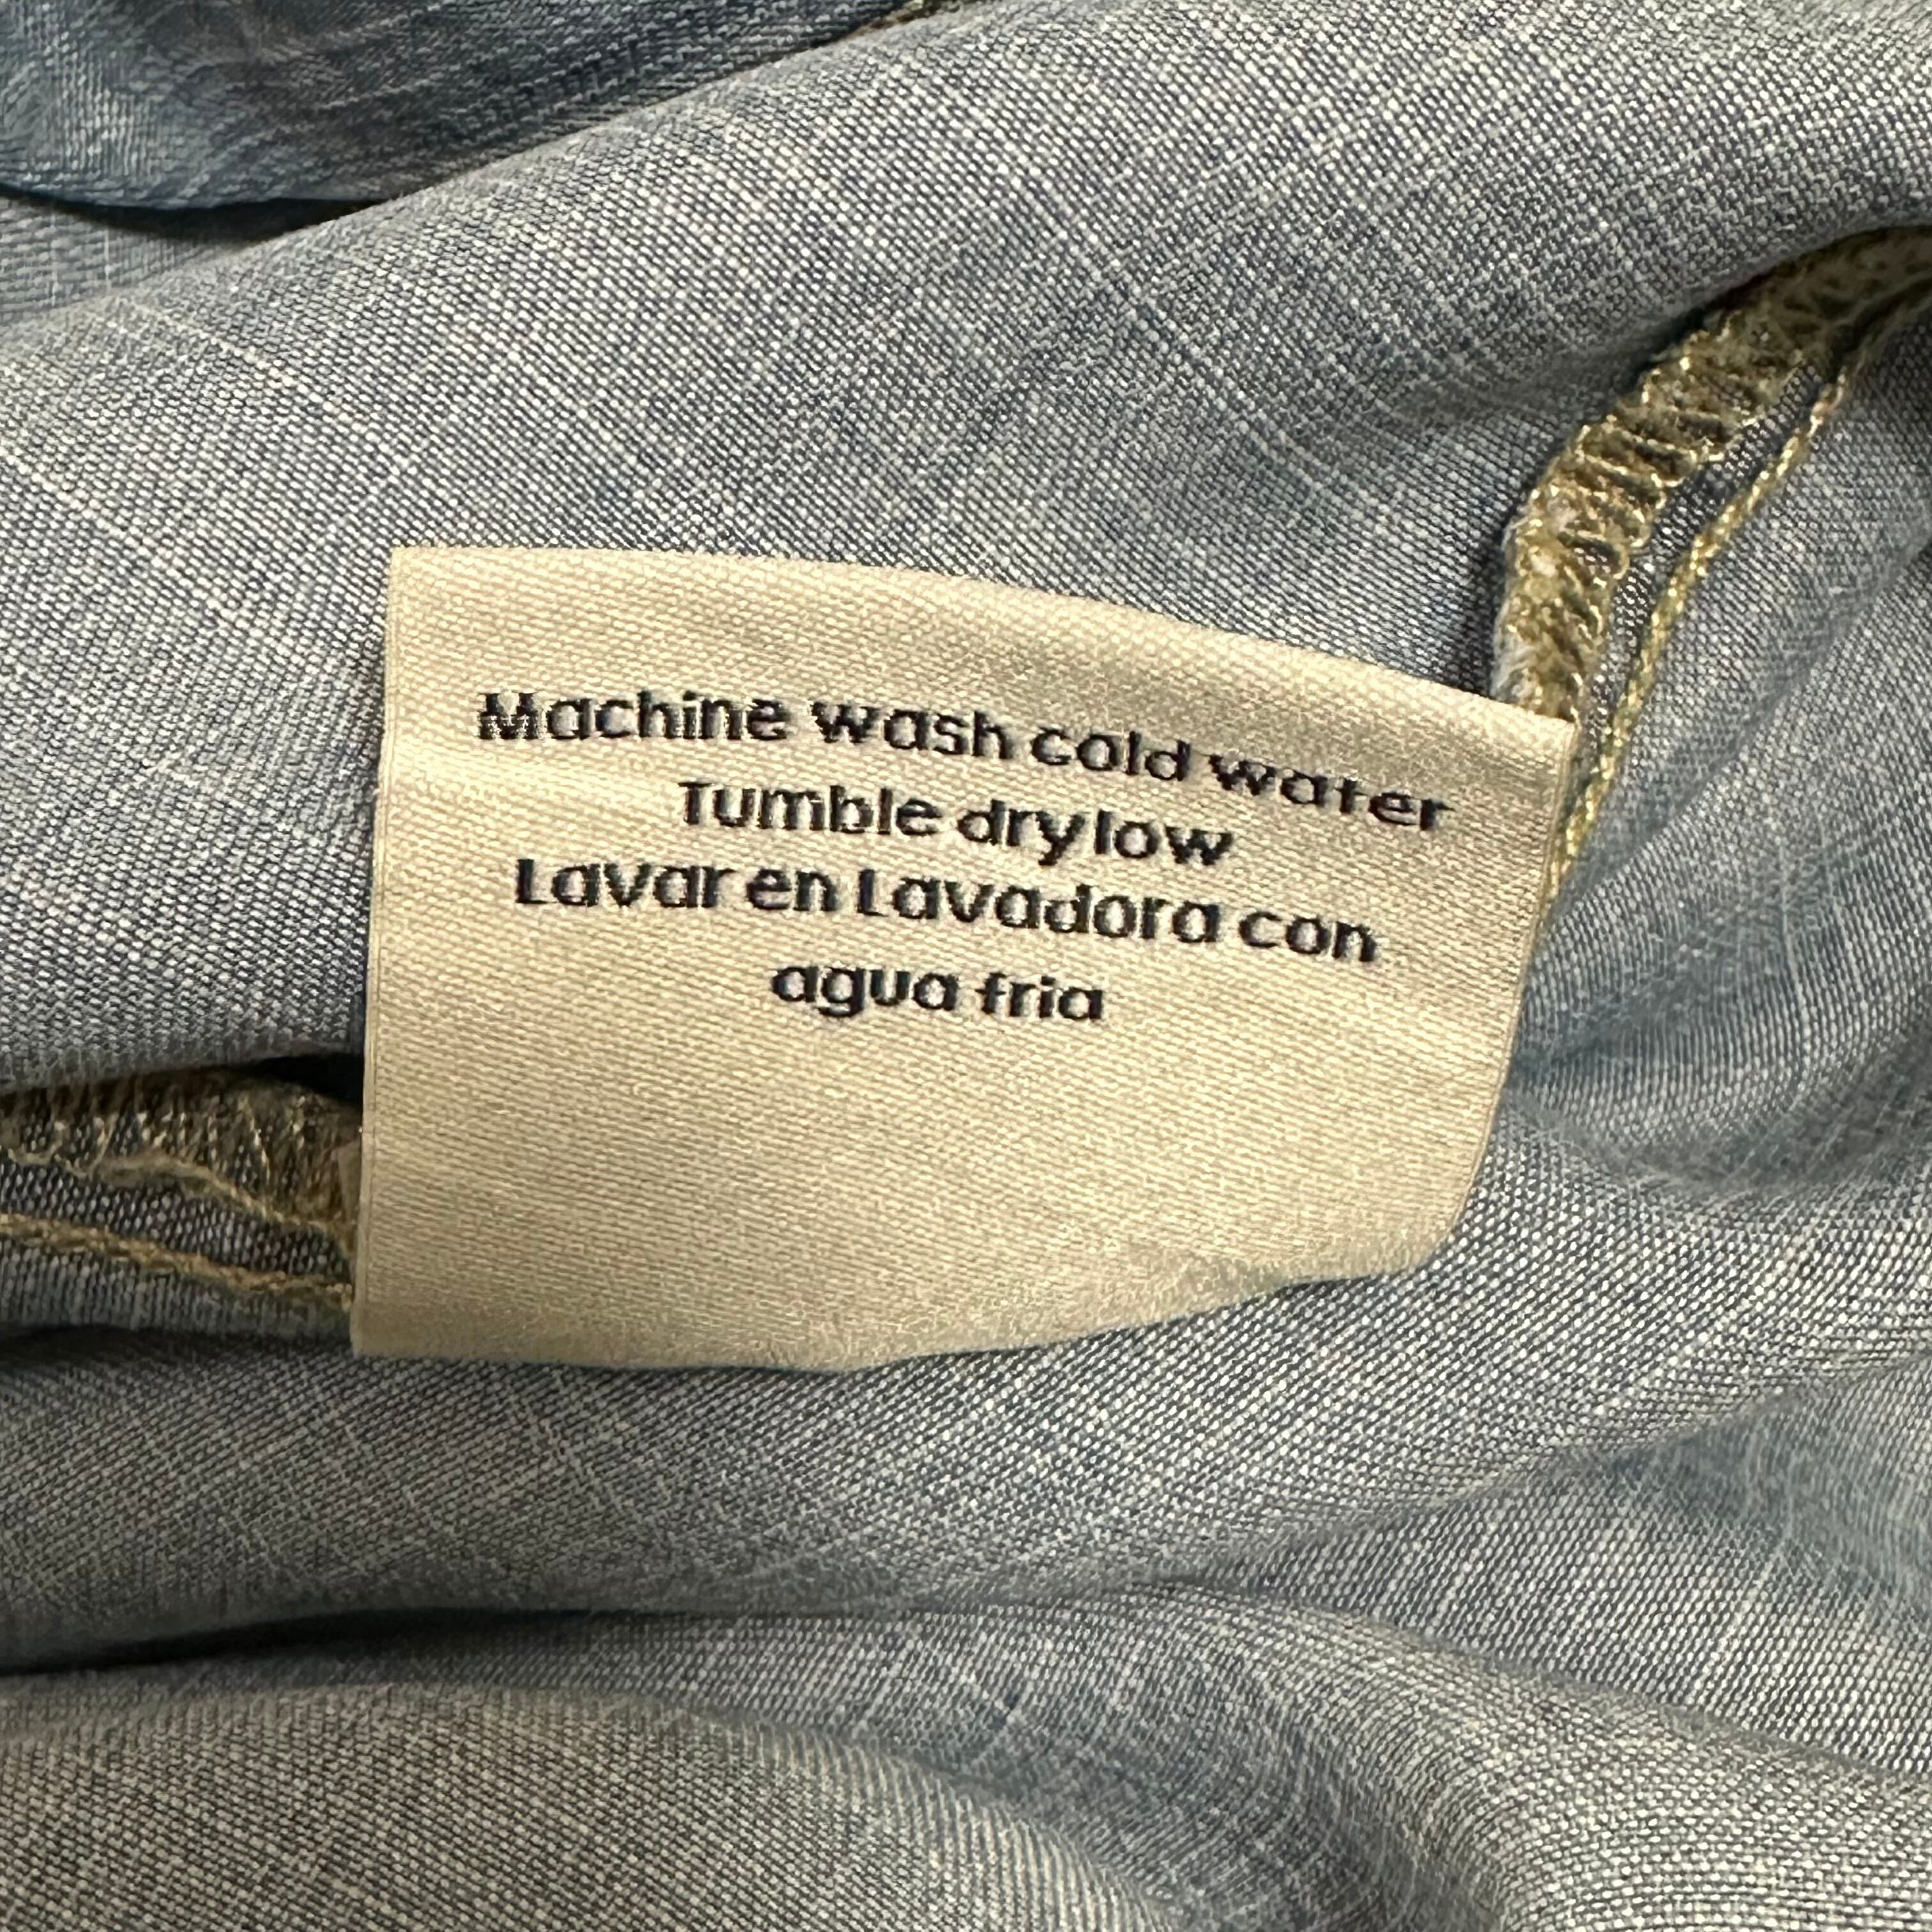 Machine wash cold water
Tumble dry low
Lavar en Lavadora con
agua fria